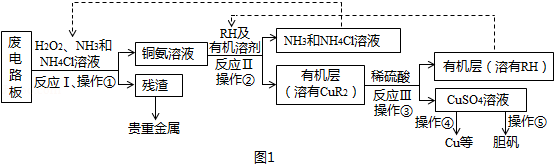 废电路板
H₂O₂、NH₃和
NH₄Cl溶液
反应Ⅰ、操作①
铜氨溶液
残渣
贵重金属
RH及
有机溶剂
反应Ⅱ
操作②
NH₃和NH₄Cl溶液
有机层
（溶有CuR₂）
稀硫酸
反应Ⅲ
操作③
有机层（溶有RH）
CuSO₄溶液
操作④
操作⑤
Cu等
胆矾
图1